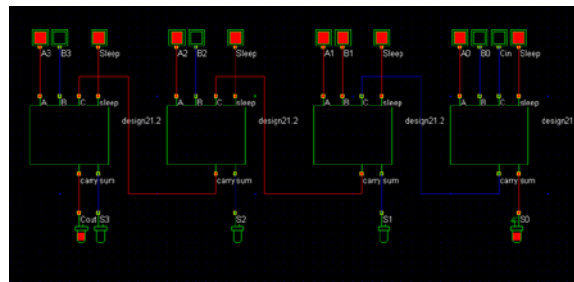 A3 B3 Sleep A2 B2 Sleep A1 B1 Sleep A0 B0 Cin Sleep
A B C sleep A B C sleep A B C sleep A B C sleep
design21.2 design21.2 design21.2 design21.2
carry sum carry sum carry sum carry sum
Cout S3 S2 S1 S0